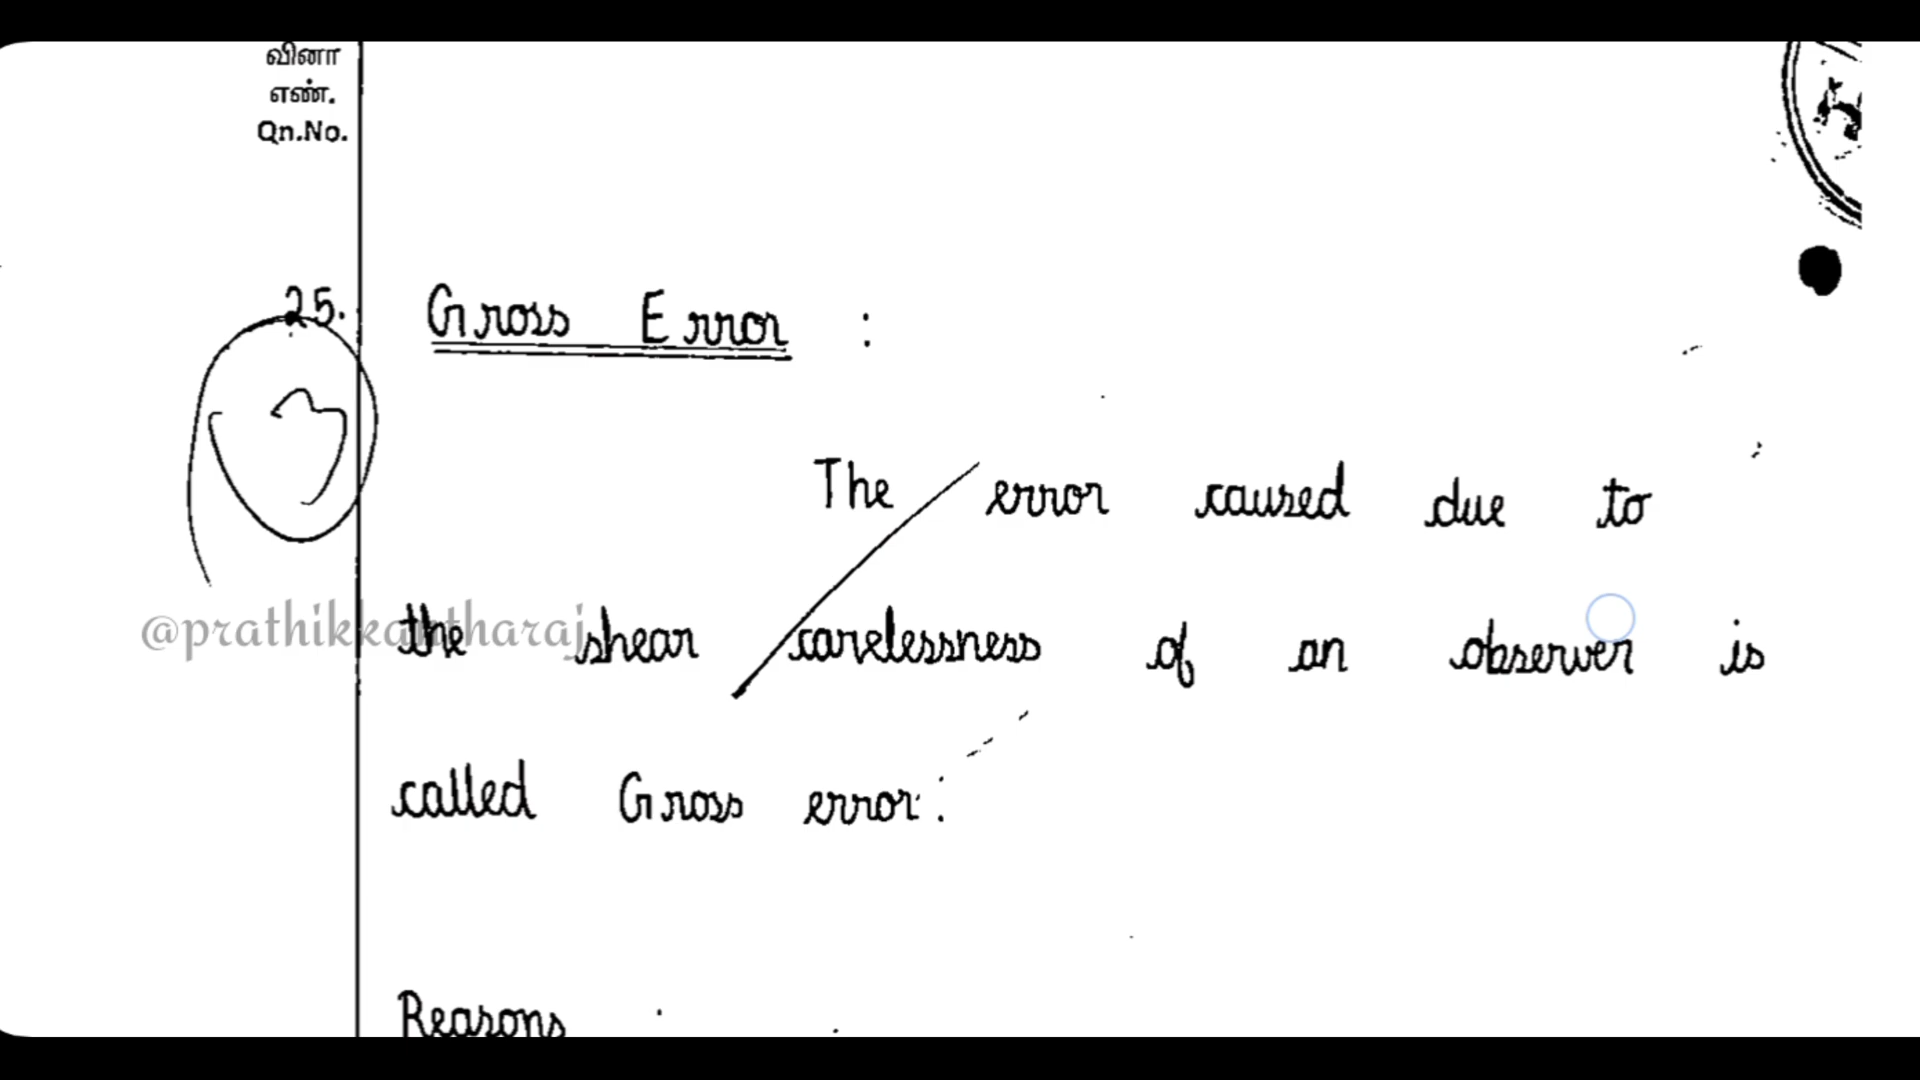 வினா
எண்.
Qn.No.
25. Gross Error :
The error caused due to
the shear carelessness of an observer is
called Gross error.
@prathikkantharaj
Reasons